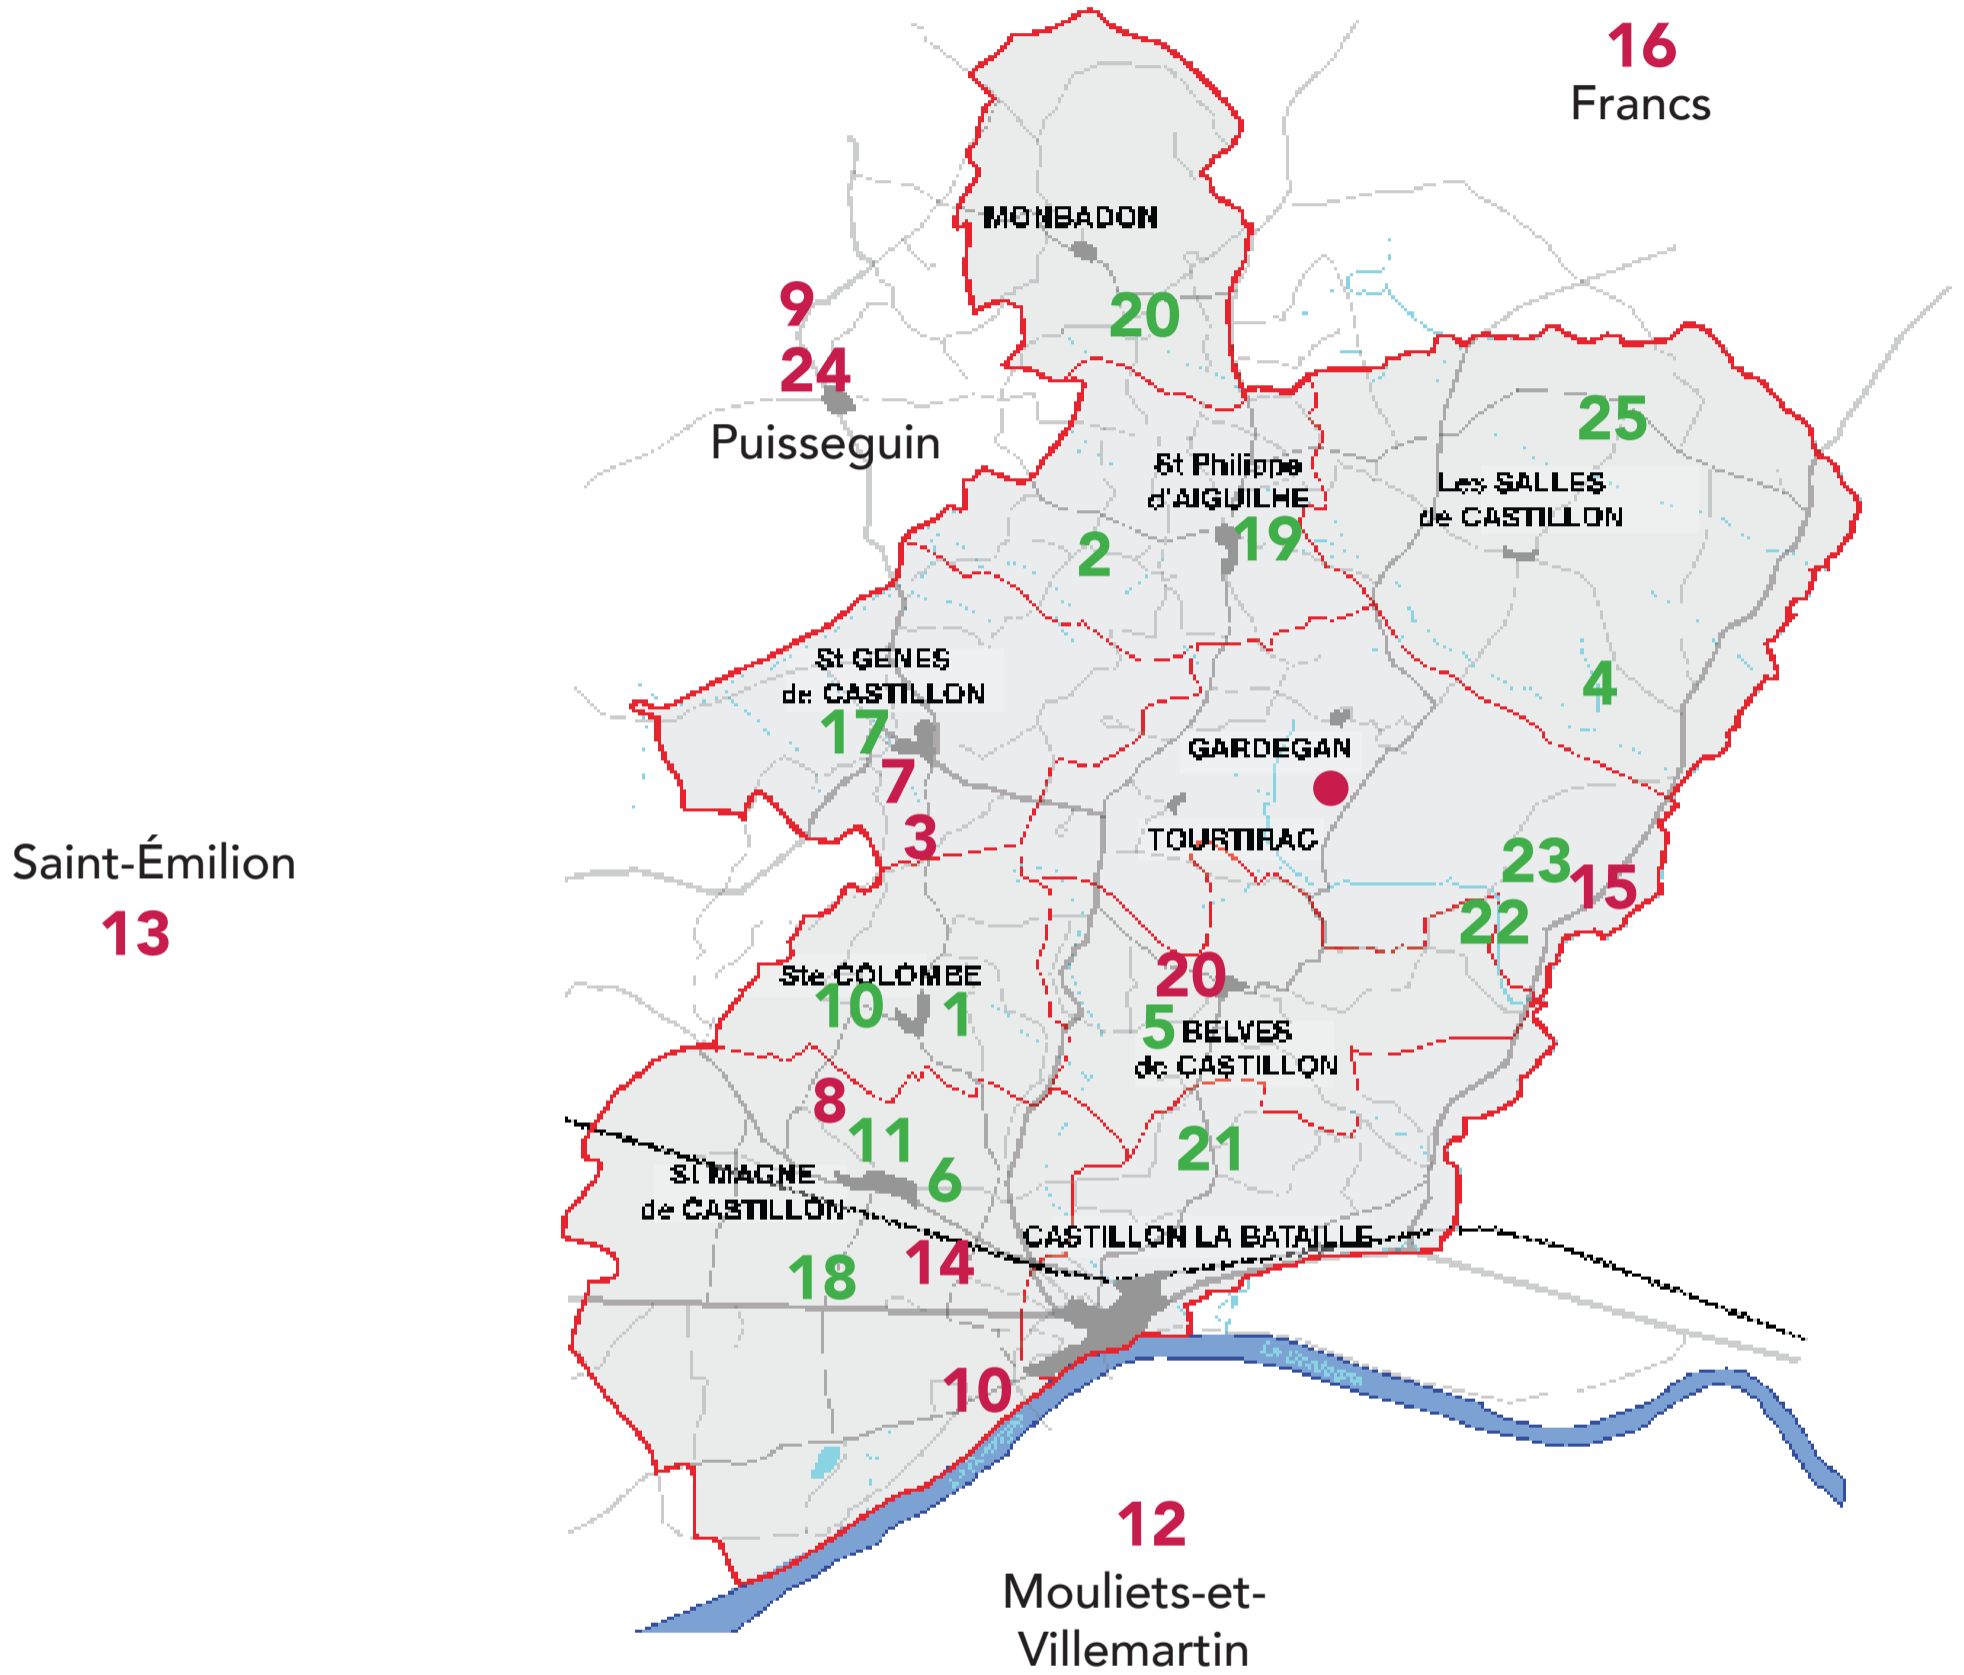 16
Francs
MONBADON
9
20
24
Puisseguin
25
St Philippe
d'AIGUILHE
Les SALLES
de CASTILLON
19
2
St GENES
de CASTILLON
4
17
GARDEGAN
7
3
TOURTIRAC
Saint-Émilion
13
23
15
22
Ste COLOMBE
20
10
1
5
BELVES
de CASTILLON
8
11
21
6
St MAGNE
de CASTILLON
CASTILLON LA BATAILLE
14
18
10
12
Mouliets-et-
Villemartin